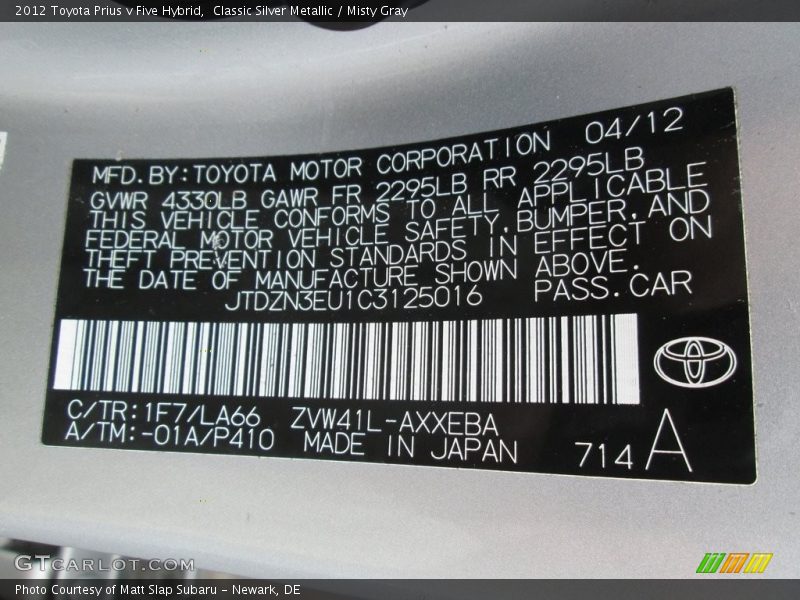 2012 Toyota Prius v Five Hybrid,  Classic Silver Metallic / Misty Gray
MFD.BY:TOYOTA MOTOR CORPORATION 04/12
GVWR 4330LB GAWR FR 2295LB RR 2295LB
THIS VEHICLE CONFORMS TO ALL APPLICABLE
FEDERAL MOTOR VEHICLE SAFETY,BUMPER,AND
THEFT PREVENTION STANDARDS IN EFFECT ON
THE DATE OF MANUFACTURE SHOWN ABOVE.
JTDZN3EU1C3125016 PASS.CAR
C/TR:1F7/LA66 ZVW41L-AXXEBA
A/TM:-01A/P410 MADE IN JAPAN 714 A
GTCARLOT.COM
Photo Courtesy of Matt Slap Subaru – Newark, DE